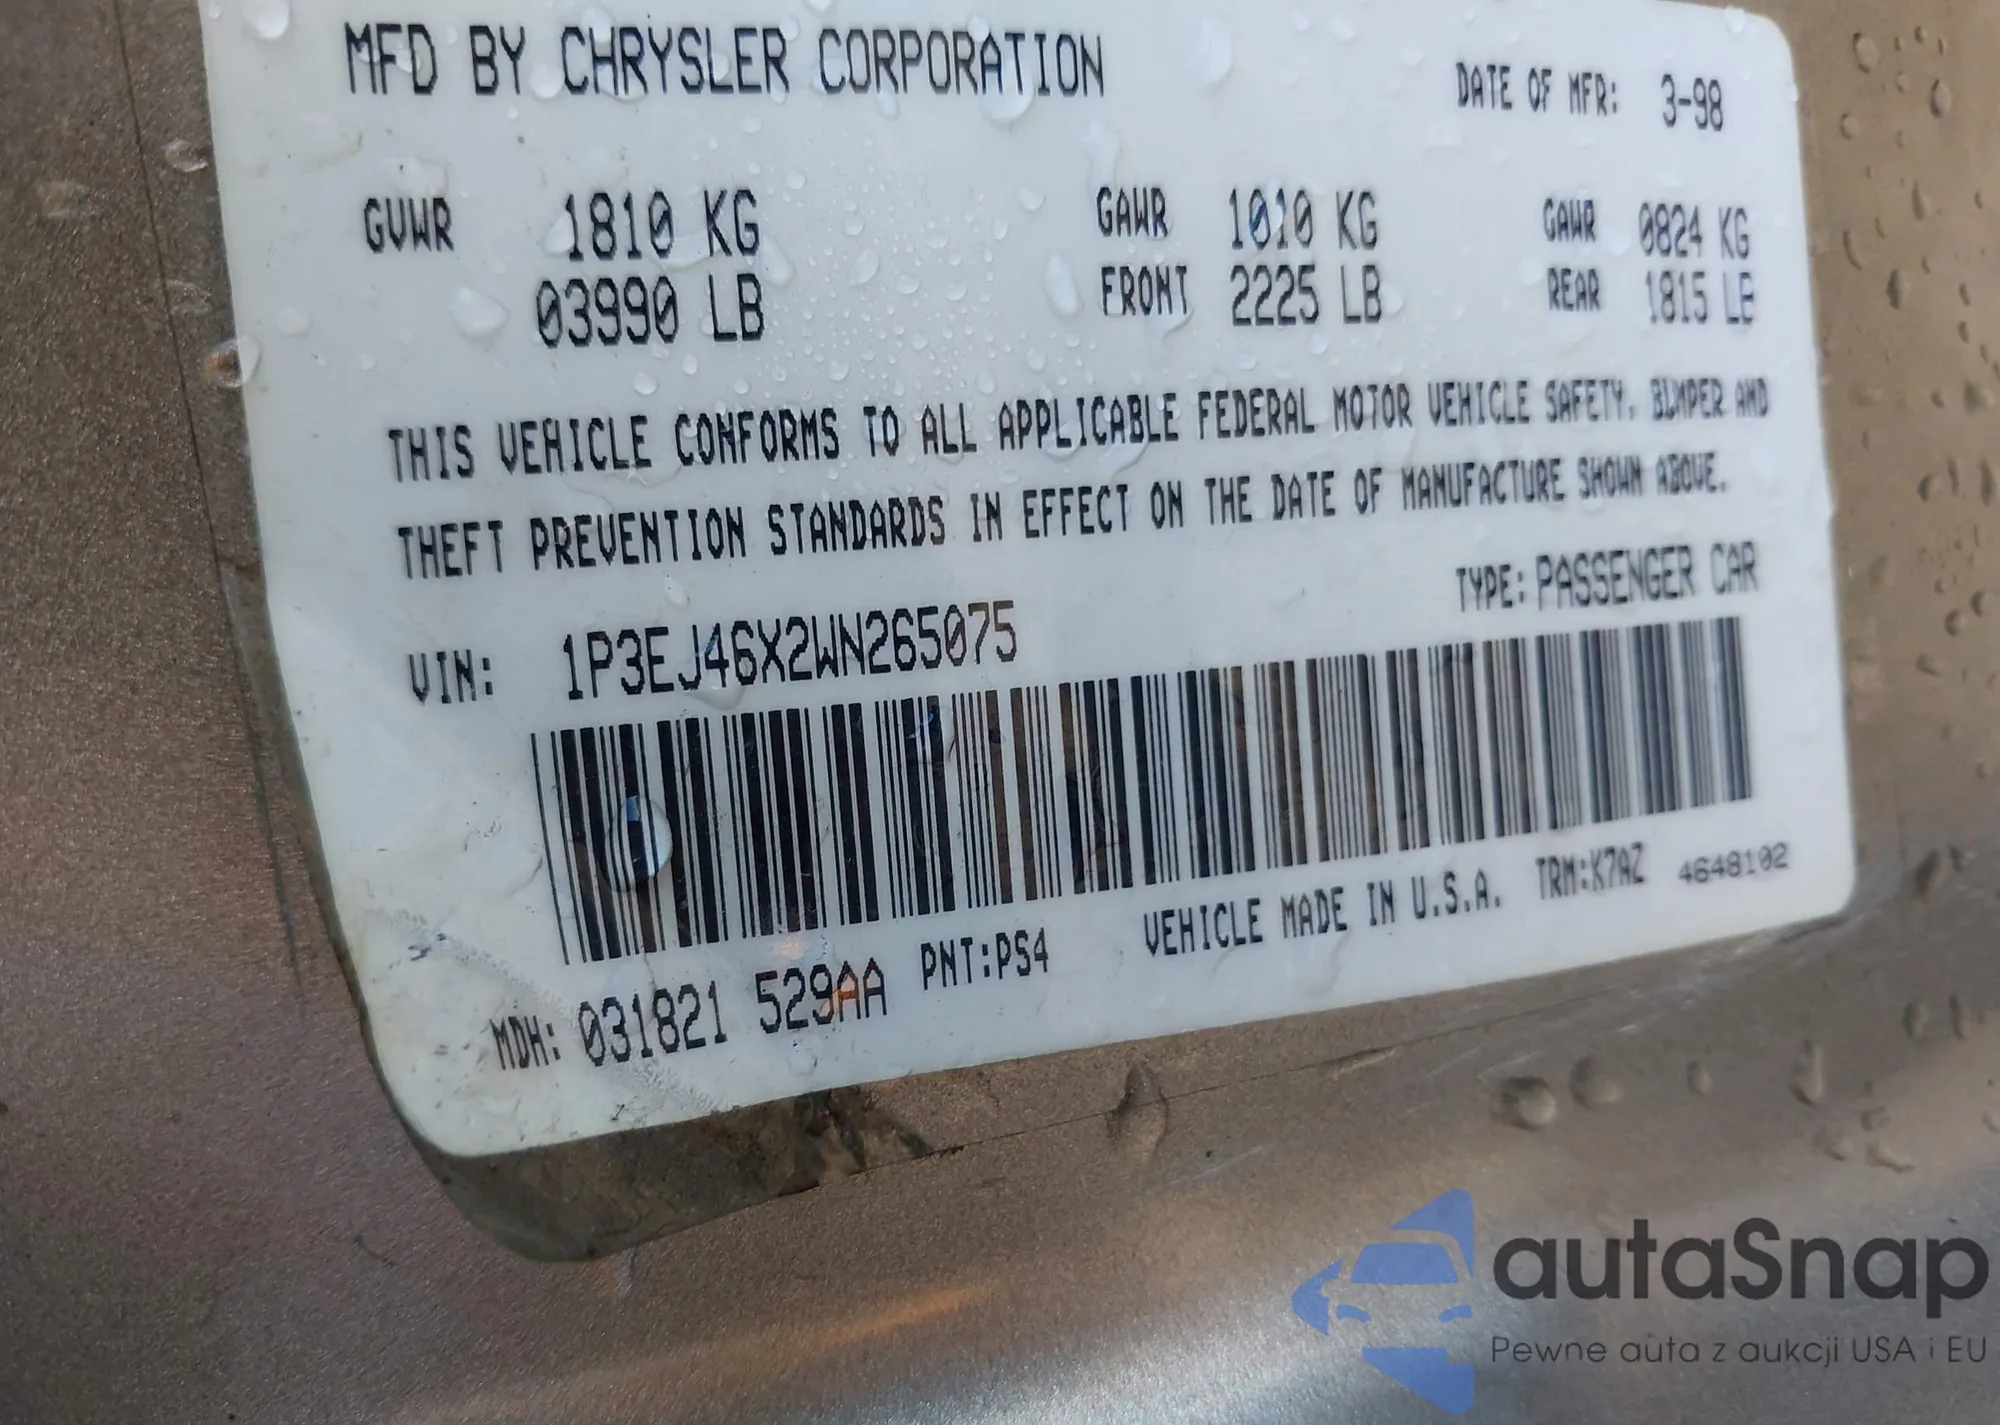 MFD BY CHRYSLER CORPORATION
DATE OF MFR: 3-98
GVWR 1810 KG GAWR 1010 KG GAWR 0824 KG
03990 LB FRONT 2225 LB REAR 1815 LB
THIS VEHICLE CONFORMS TO ALL APPLICABLE FEDERAL MOTOR VEHICLE SAFETY, BUMPER AND
THEFT PREVENTION STANDARDS IN EFFECT ON THE DATE OF MANUFACTURE SHOWN ABOVE.
TYPE: PASSENGER CAR
VIN: 1P3EJ46X2WN265075
MDH: 031821 529AA PNT:PS4 VEHICLE MADE IN U.S.A. TRM:K7AZ 4648102
autaSnap
Pewne auta z aukcji USA i EU